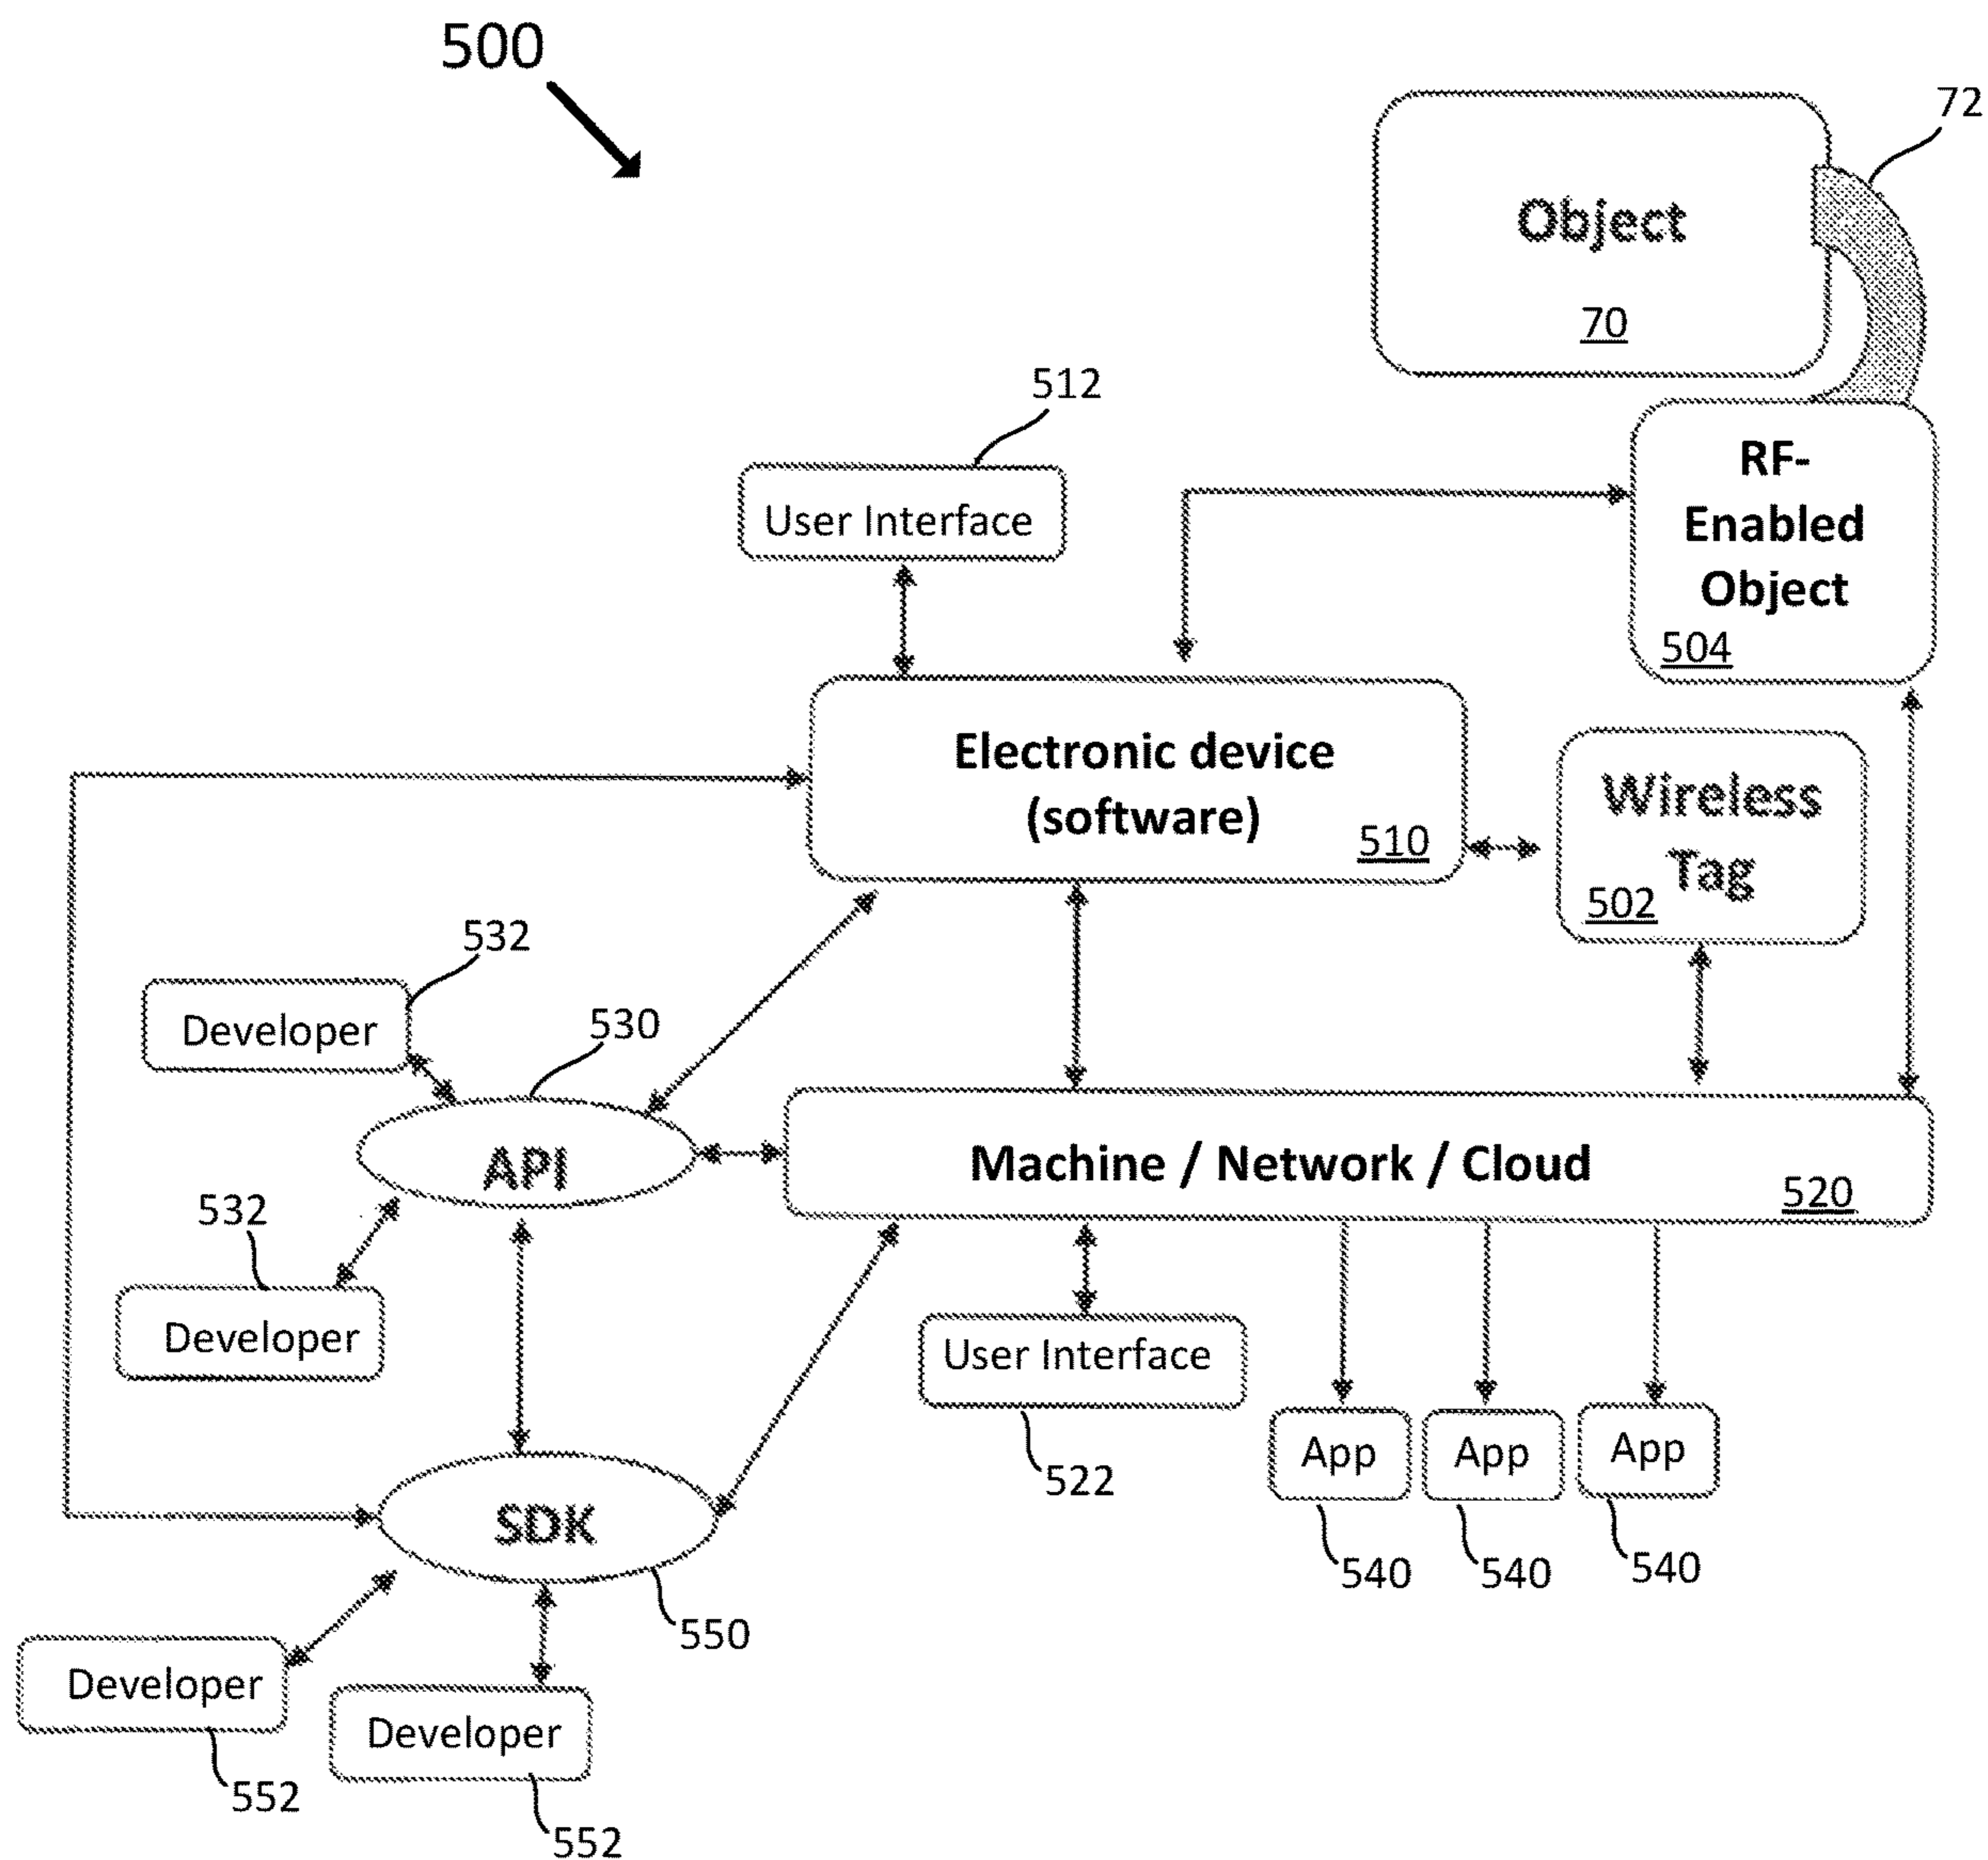 500
72
Object
70
512
User Interface
RF-
Enabled
Object
504
Electronic device
(software)
510
Wireless
Tag
502
532
Developer
530
API
Machine / Network / Cloud
520
532
Developer
User Interface
522
App
App
App
540
540
540
SDK
550
Developer
552
Developer
552